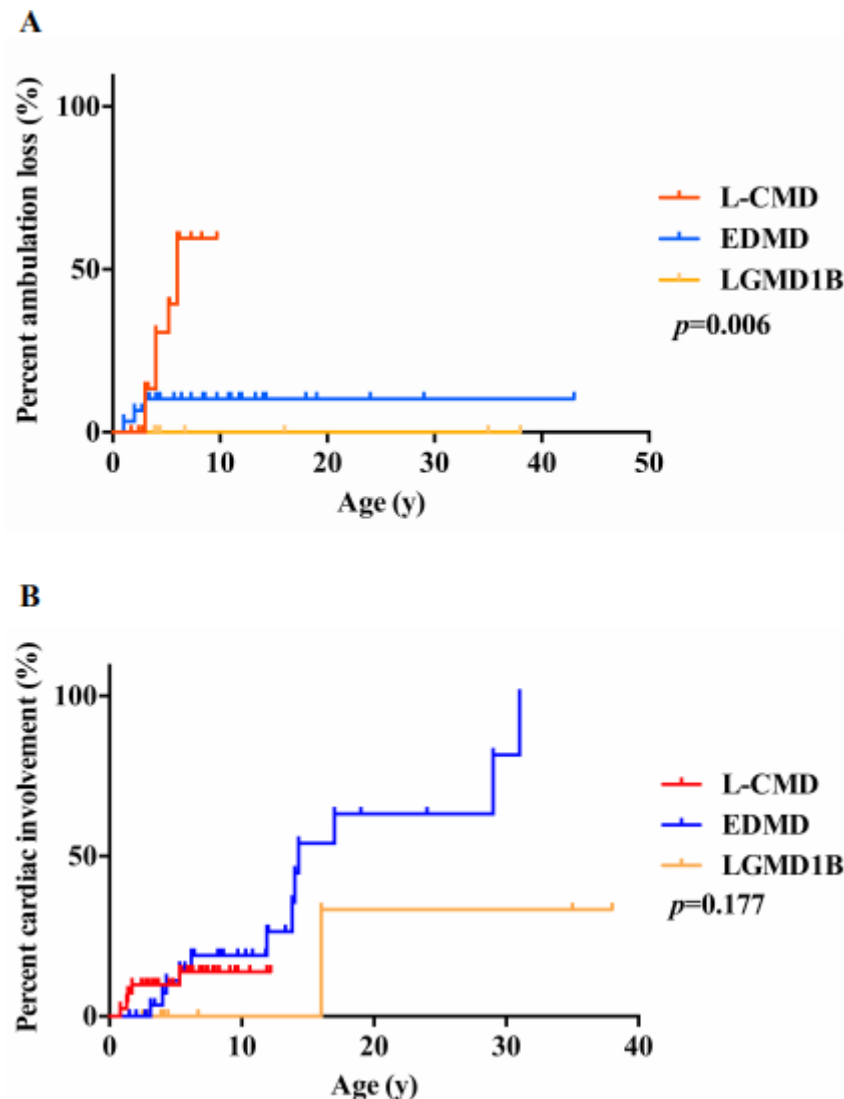 A
Percent ambulation loss (%)
100
50
0
0 10 20 30 40 50
Age (y)
L-CMD
EDMD
LGMD1B
p=0.006
B
Percent cardiac involvement (%)
100
50
0
0 10 20 30 40
Age (y)
L-CMD
EDMD
LGMD1B
p=0.177